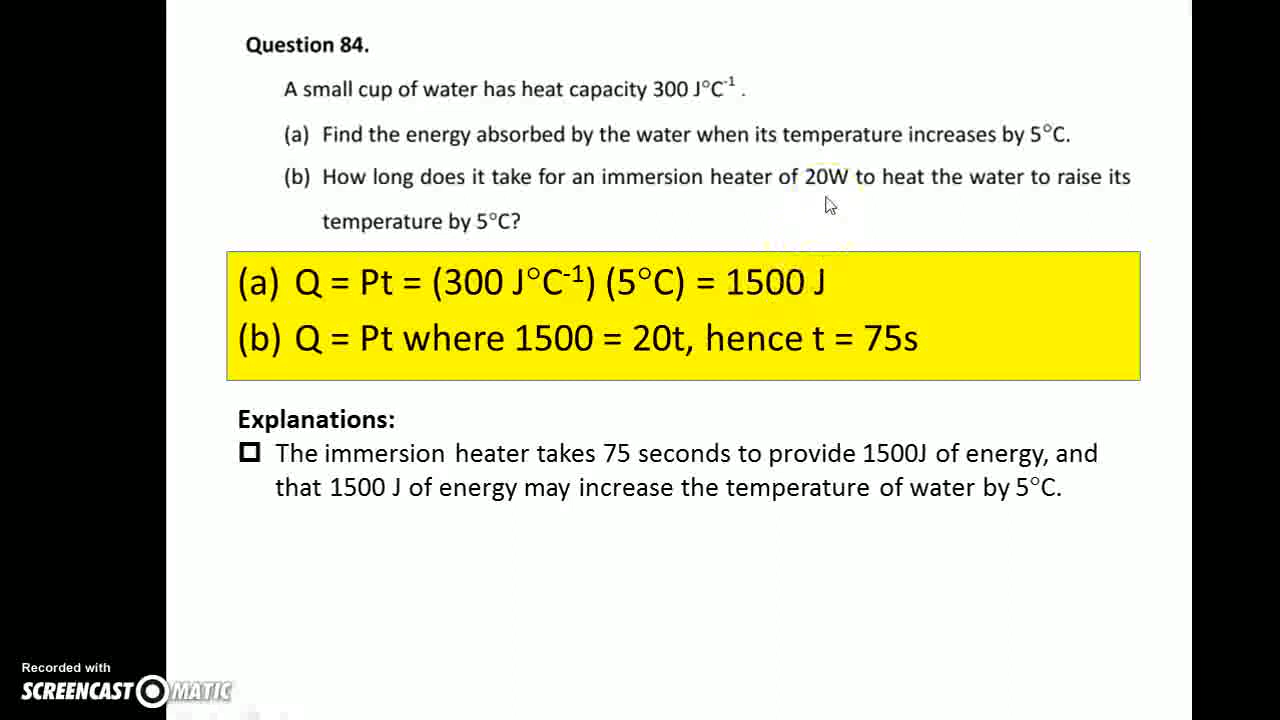 Question 84.
A small cup of water has heat capacity 300 J°C⁻¹ .
(a) Find the energy absorbed by the water when its temperature increases by 5°C.
(b) How long does it take for an immersion heater of 20W to heat the water to raise its
temperature by 5°C?
(a) Q = Pt = (300 J°C⁻¹) (5°C) = 1500 J
(b) Q = Pt where 1500 = 20t, hence t = 75s
Explanations:
The immersion heater takes 75 seconds to provide 1500J of energy, and
that 1500 J of energy may increase the temperature of water by 5°C.
Recorded with
SCREENCAST MATIC